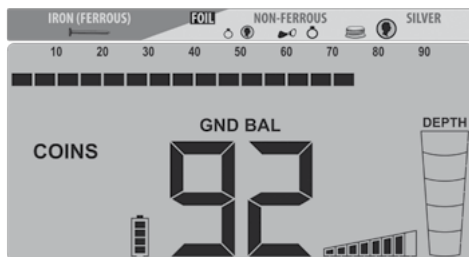 IRON (FERROUS) FOIL NON-FERROUS SILVER
10 20 30 40 50 60 70 80 90
GND BAL DEPTH
COINS
92